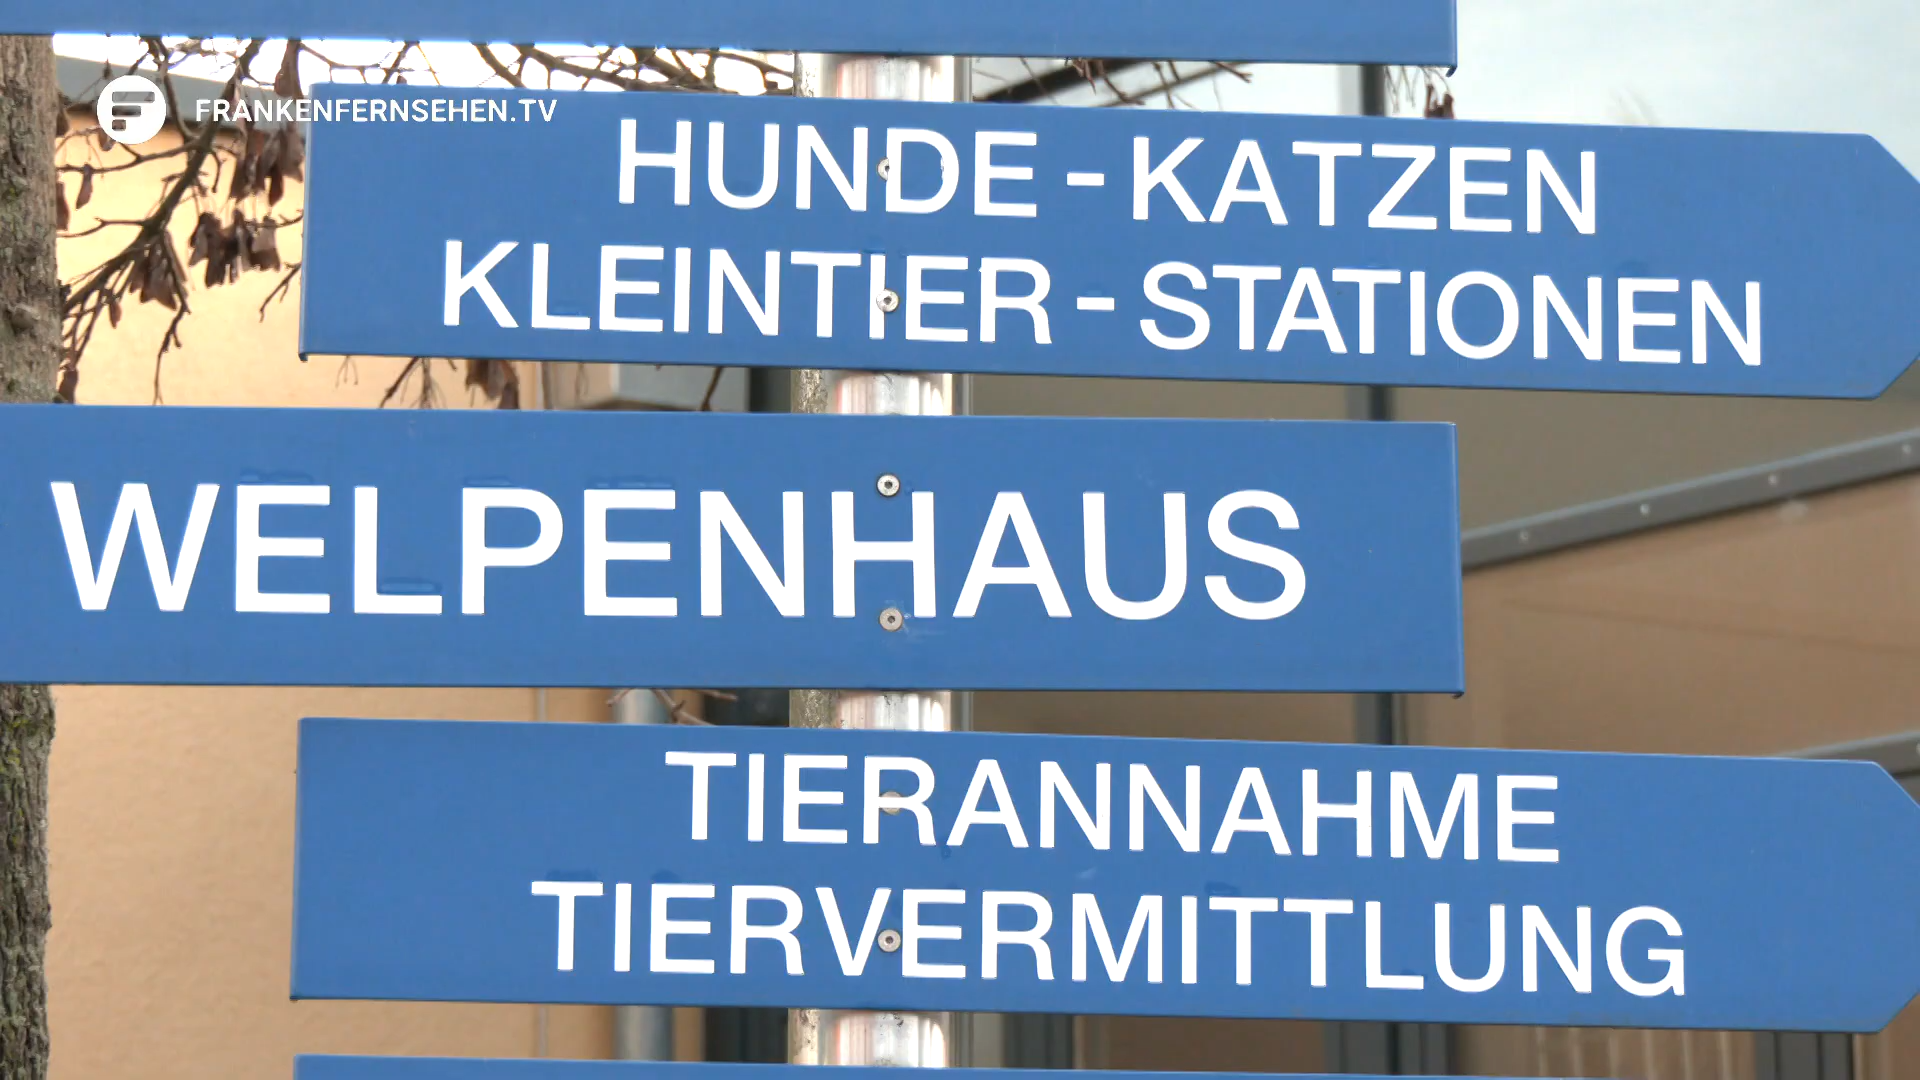 FRANKENFERNSEHEN.TV
HUNDE-KATZEN
KLEINTIER-STATIONEN
WELPENHAUS
TIERANNAHME
TIERVERMITTLUNG